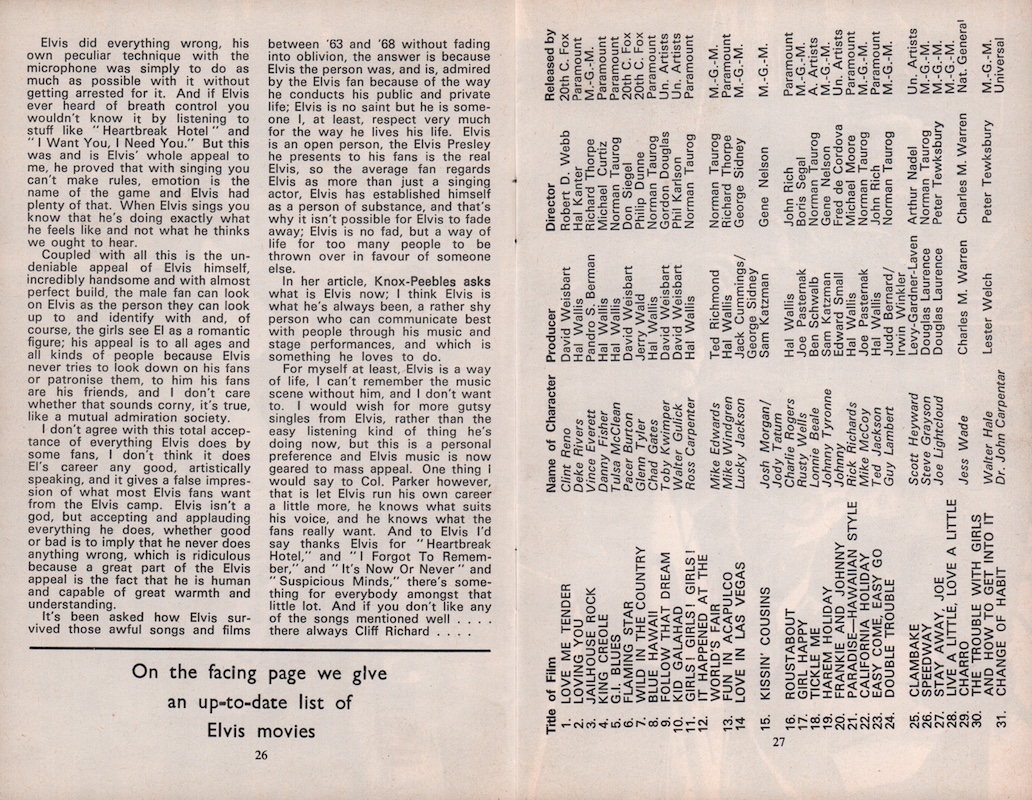 Elvis did everything wrong, his
own peculiar technique with the
microphone was simply to do as
much as possible with it without
getting arrested for it. And if Elvis
ever heard of breath control you
wouldn't know it by listening to
stuff like "Heartbreak Hotel" and
"I Want You, I Need You." But this
was and is Elvis' whole appeal to
me, he proved that with singing you
can't make rules, emotion is the
name of the game and Elvis had
plenty of that. When Elvis sings you
know that he's doing exactly what
he feels like and not what he thinks
we ought to hear.
Coupled with all this is the un-
deniable appeal of Elvis himself,
incredibly handsome and with almost
perfect build, the male fan can look
on Elvis as the person they can look
up to and identify with and of
course, the girls see El as a romantic
figure; his appeal is to all ages and
all kinds of people because Elvis
never tries to look down on his fans
or patronise them, to him his fans
are his friends, and I don't care
whether that sounds corny, it's true,
like a mutual admiration society.
I don't agree with this total accep-
tance of everything Elvis does by
some fans, I don't think it does
El's career any good, artistically
speaking, and it gives a false impres-
sion of what most Elvis fans want
from the Elvis camp. Elvis isn't a
god, but accepting and applauding
everything he does, whether good
or bad is to imply that he never does
anything wrong, which is ridiculous
because a great part of the Elvis
appeal is the fact that he is human
and capable of great warmth and
understanding.
It's been asked how Elvis sur-
vived those awful songs and films
between '63 and '68 without fading
into oblivion, the answer is because
Elvis the person was, and is, admired
by the Elvis fan because of the way
he conducts his public and private
life; Elvis is no saint but he is some-
one I, at least, respect very much
for the way he lives his life. Elvis
is an open person, the Elvis Presley
he presents to his fans is the real
Elvis, so the average fan regards
Elvis as more than just a singing
actor, Elvis has established himself
as a person of substance, and that's
why it isn't possible for Elvis to fade
away; Elvis is no fad, but a way of
life for too many people to be
thrown over in favour of someone
else.
In her article, Knox-Peebles asks
what is Elvis now; I think Elvis is
what he's always been, a rather shy
person who can communicate best
with people through his music and
stage performances, and which is
something he loves to do.
For myself at least, Elvis is a way
of life, I can't remember the music
scene without him, and I don't want
to. I would wish for more gutsy
singles from Elvis, rather than the
easy listening kind of thing he's
doing now, but this is a personal
preference and Elvis music is now
geared to mass appeal. One thing I
would say to Col. Parker however,
that is let Elvis run his own career
a little more, he knows what suits
his voice, and he knows what the
fans really want. And to Elvis I'd
say thanks Elvis for "Heartbreak
Hotel," and "I Forgot To Remem-
ber," and "It's Now Or Never" and
"Suspicious Minds," there's some-
thing for everybody amongst that
little lot. And if you don't like any
of the songs mentioned well . . . .
there always Cliff Richard . . . .
On the facing page we give
an up-to-date list of
Elvis movies
26
Title of Film Name of Character Producer Director Released by
1. LOVE ME TENDER Clint Reno David Weisbart Robert D. Webb 20th C. Fox
2. LOVING YOU Deke Rivers Hal Wallis Hal Kanter Paramount
3. JAILHOUSE ROCK Vince Everett Pandro S. Berman Richard Thorpe M.-G.-M.
4. KING CREOLE Danny Fisher Hal Wallis Michael Curtiz Paramount
5. G.I. BLUES Tulsa McClean Hal Wallis Norman Taurog Paramount
6. FLAMING STAR Pacer Burton David Weisbart Don Siegel 20th C. Fox
7. WILD IN THE COUNTRY Glenn Tyler Jerry Wald Philip Dunne 20th C. Fox
8. BLUE HAWAII Chad Gates Hal Wallis Norman Taurog Paramount
9. FOLLOW THAT DREAM Toby Kwimper David Weisbart Gordon Douglas Un. Artists
10. KID GALAHAD Walter Gulick David Weisbart Phil Karlson Un. Artists
11. GIRLS! GIRLS! GIRLS! Ross Carpenter Hal Wallis Norman Taurog Paramount
12. IT HAPPENED AT THE
WORLD'S FAIR Mike Edwards Ted Richmond Norman Taurog M.-G.-M.
13. FUN IN ACAPULCO Mike Windgren Hal Wallis Richard Thorpe Paramount
14 LOVE IN LAS VEGAS Lucky Jackson Jack Cummings/ George Sidney M.-G.-M.
George Sidney
15. KISSIN' COUSINS Josh Morgan/ Sam Katzman Gene Nelson M.-G.-M.
Jody Tatum
16. ROUSTABOUT Charlie Rogers Hal Wallis John Rich Paramount
17. GIRL HAPPY Rusty Wells Joe Pasternak Boris Segal M.-G.-M.
18. TICKLE ME Lonnie Beale Ben Schwalb Norman Taurog A. Artists
19. HAREM HOLIDAY Johnny Tyronne Sam Katzman Gene Nelson M.-G.-M.
20. FRANKIE AND JOHNNY Johnny Edward Small Fred de Cordova Un. Artists
21. PARADISE—HAWAIIAN STYLE Rick Richards Hal Wallis Michael Moore Paramount
22. CALIFORNIA HOLIDAY Mike McCoy Joe Pasternak Norman Taurog M.-G.-M.
23. EASY COME, EASY GO Ted Jackson Hal Wallis John Rich Paramount
24. DOUBLE TROUBLE Guy Lambert Judd Bernard/ Norman Taurog M.-G.-M.
Irwin Winkler
25. CLAMBAKE Scott Heyward Levy-Gardner-Laven Arthur Nadel Un. Artists
26. SPEEDWAY Steve Grayson Douglas Laurence Norman Taurog M.-G.-M.
27. STAY AWAY, JOE Joe Lightcloud Douglas Laurence Peter Tewksbury M.-G.-M.
28. LIVE A LITTLE, LOVE A LITTLE M.-G.-M.
29. CHARRO Jess Wade Charles M. Warren Charles M. Warren Nat. General
30. THE TROUBLE WITH GIRLS
AND HOW TO GET INTO IT Walter Hale Lester Welch Peter Tewksbury M.-G.-M.
31. CHANGE OF HABIT Dr. John Carpentar Universal
27